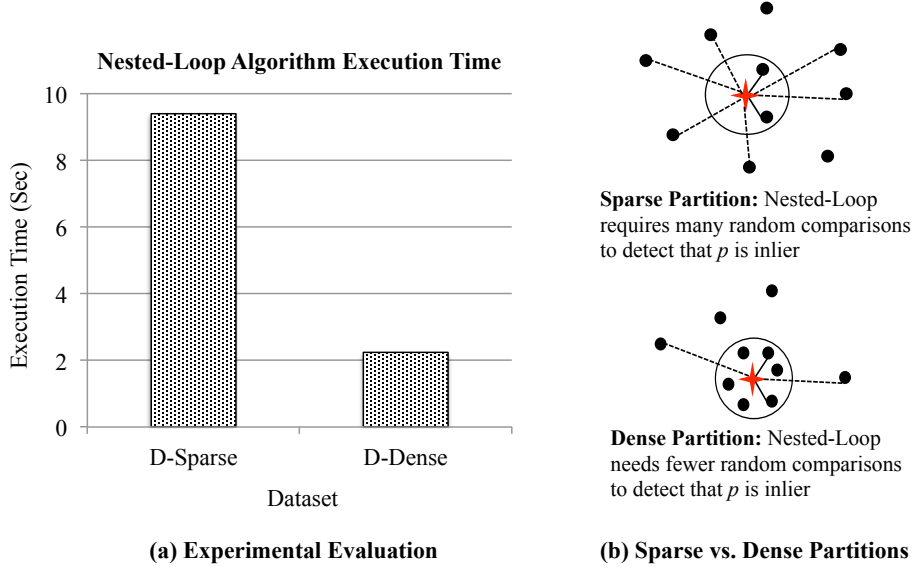 Nested-Loop Algorithm Execution Time
Execution Time (Sec)
10
8
6
4
2
0
D-Sparse
D-Dense
Dataset
(a) Experimental Evaluation
Sparse Partition: Nested-Loop
requires many random comparisons
to detect that p is inlier
Dense Partition: Nested-Loop
needs fewer random comparisons
to detect that p is inlier
(b) Sparse vs. Dense Partitions